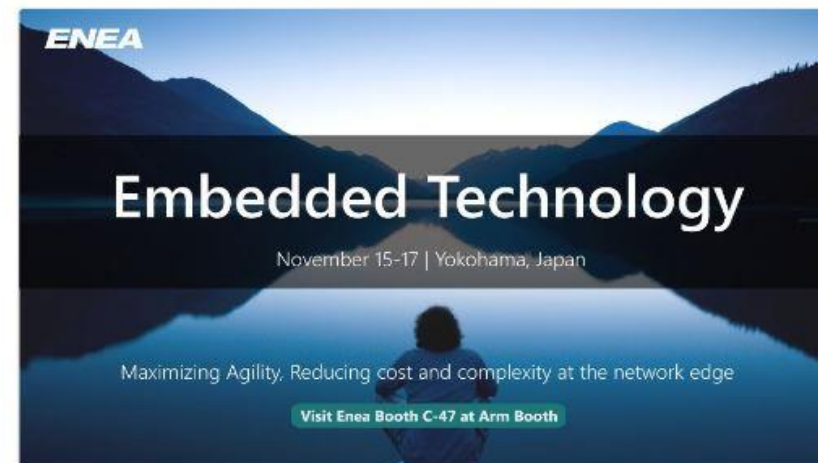 ENEA
Embedded Technology
November 15-17 | Yokohama, Japan
Maximizing Agility, Reducing cost and complexity at the network edge
Visit Enea Booth C-47 at Arm Booth